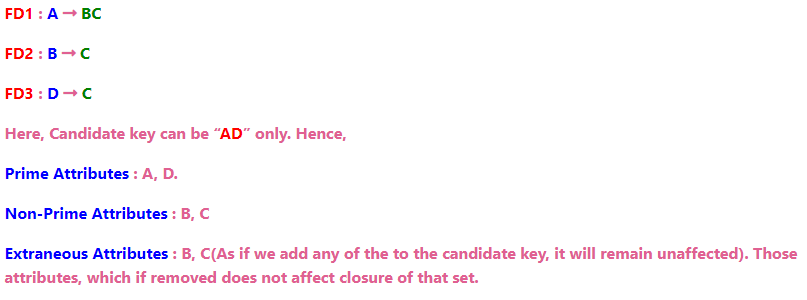 FD1 : A → BC
FD2 : B → C
FD3 : D → C
Here, Candidate key can be “AD” only. Hence,
Prime Attributes : A, D.
Non-Prime Attributes : B, C
Extraneous Attributes : B, C(As if we add any of the to the candidate key, it will remain unaffected). Those
attributes, which if removed does not affect closure of that set.